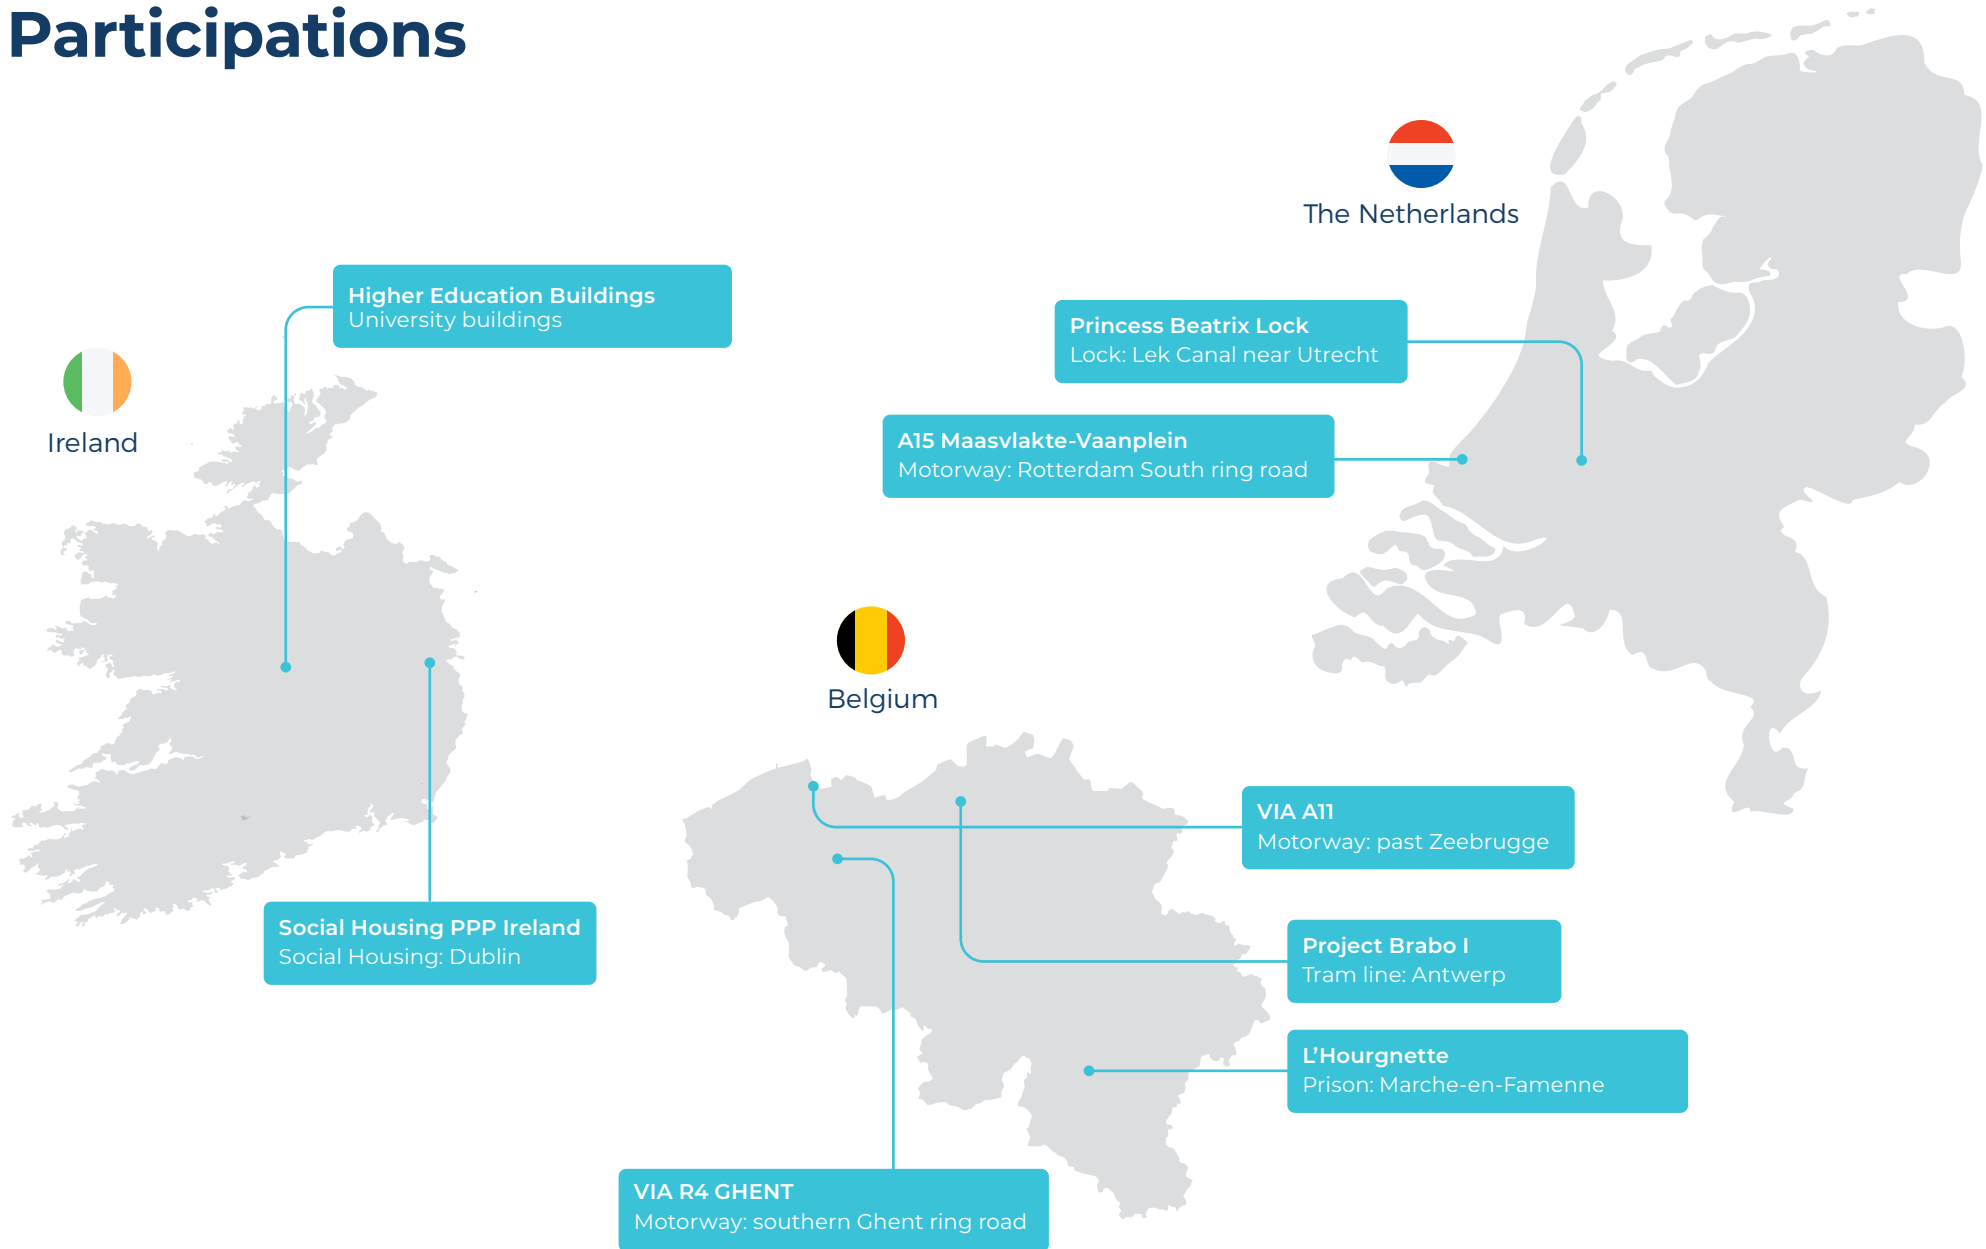 Participations
The Netherlands
Higher Education Buildings
University buildings
Princess Beatrix Lock
Lock: Lek Canal near Utrecht
Ireland
A15 Maasvlakte-Vaanplein
Motorway: Rotterdam South ring road
Belgium
VIA A11
Motorway: past Zeebrugge
Social Housing PPP Ireland
Social Housing: Dublin
Project Brabo I
Tram line: Antwerp
L’Hourgnette
Prison: Marche-en-Famenne
VIA R4 GHENT
Motorway: southern Ghent ring road